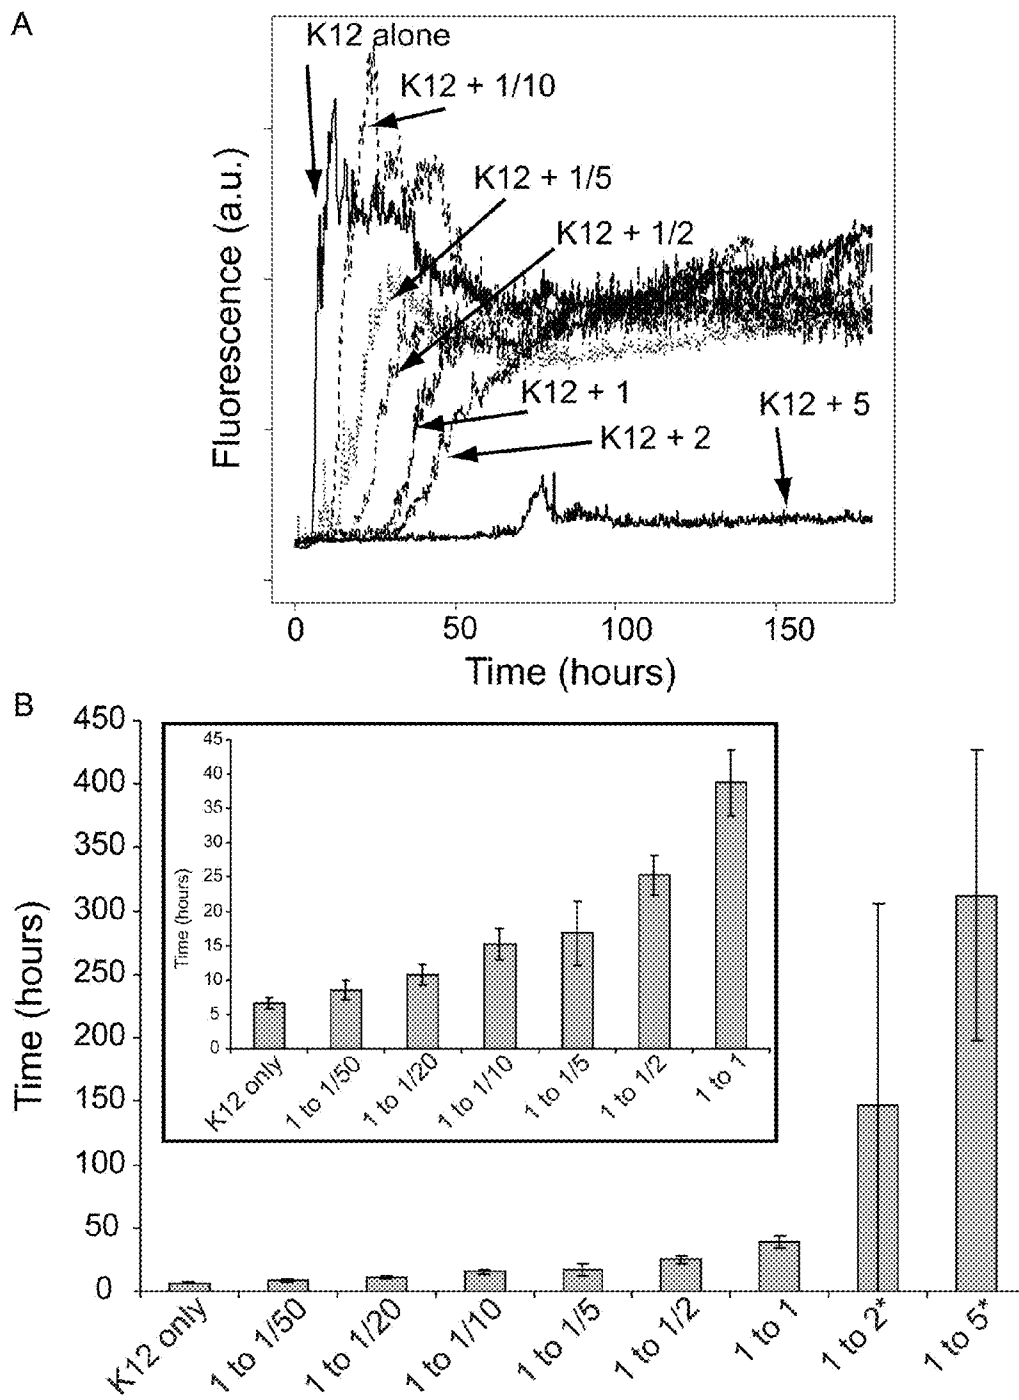 A
K12 alone
K12 + 1/10
K12 + 1/5
K12 + 1/2
K12 + 1
K12 + 2
K12 + 5
Fluorescence (a.u.)
0 50 100 150
Time (hours)
B
450
400
350
300
250
200
150
100
50
0
Time (hours)
45
40
35
30
25
20
15
10
5
0
Time (hours)
K12 only
1 tc 1/50
1 to 1/20
1 to 1/10
1 to 1/5
1 to 1/2
1 to 1
K12 only
1 to 1/50
1 to 1/20
1 to 1/10
1 to 1/5
1 to 1/2
1 to 1
1 to 2*
1 to 5*